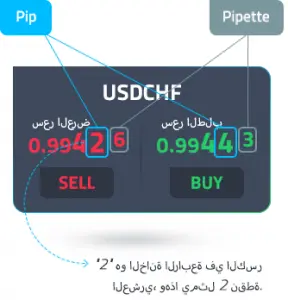 Pip
Pipette
USDCHF
سعر العرض
سعر الطلب
0.99426
0.99443
SELL
BUY
'2' هو الخانة الرابعة في الكسر
العشري، وهذا يمثل 2 نقطة.